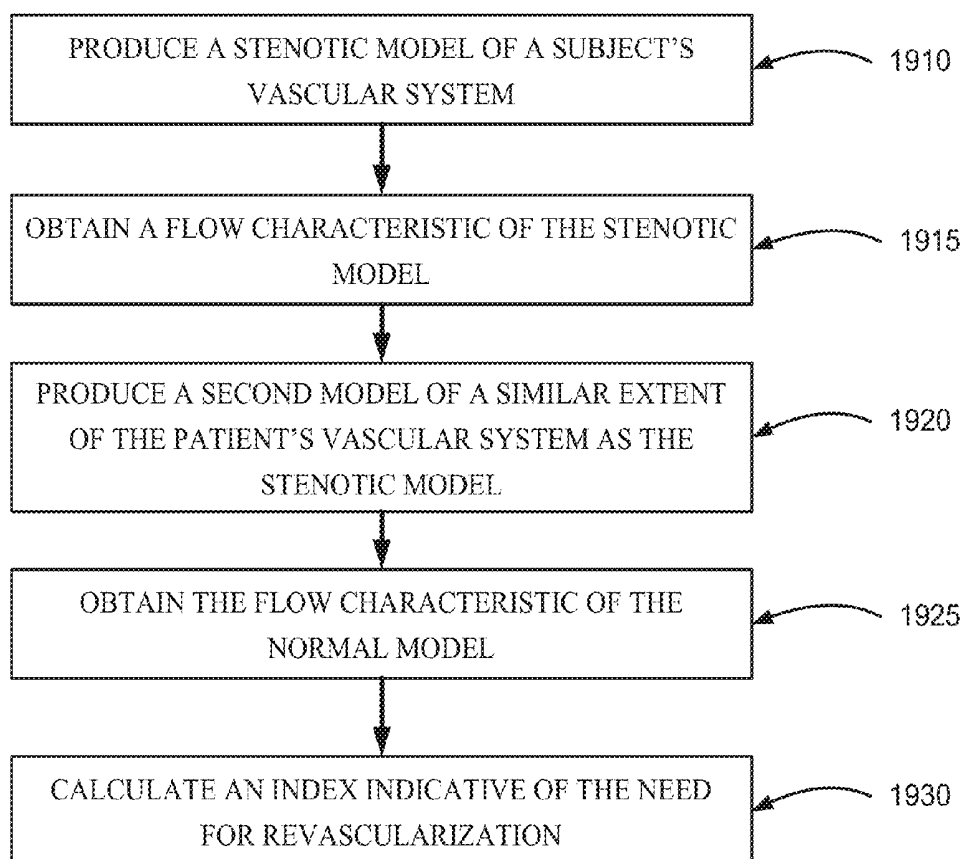 PRODUCE A STENOTIC MODEL OF A SUBJECT'S
VASCULAR SYSTEM
1910
OBTAIN A FLOW CHARACTERISTIC OF THE STENOTIC
MODEL
1915
PRODUCE A SECOND MODEL OF A SIMILAR EXTENT
OF THE PATIENT'S VASCULAR SYSTEM AS THE
STENOTIC MODEL
1920
OBTAIN THE FLOW CHARACTERISTIC OF THE
NORMAL MODEL
1925
CALCULATE AN INDEX INDICATIVE OF THE NEED
FOR REVASCULARIZATION
1930